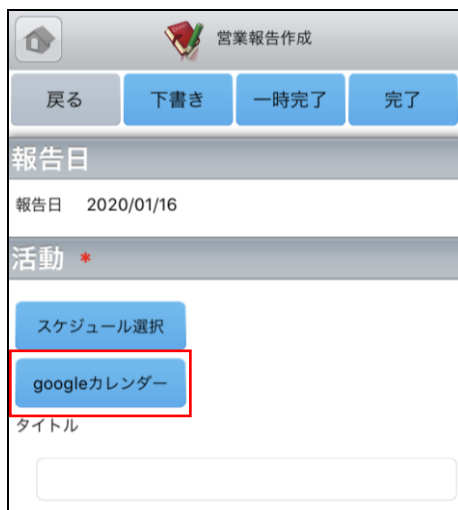 営業報告作成
戻る 下書き 一時完了 完了
報告日
報告日 2020/01/16
活動 *
スケジュール選択
googleカレンダー
タイトル